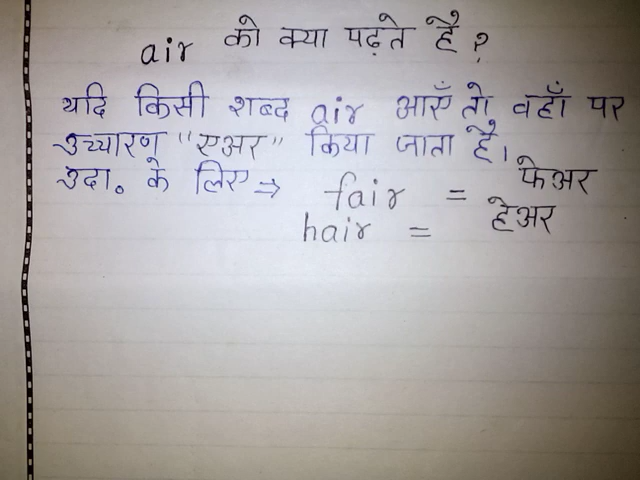 air को क्या पढ़ते है ?
यदि किसी शब्द air आएँ तो वहाँ पर
उच्चारण "एअर" किया जाता है।
उदा. के लिए ⇒ fair = फेअर
hair = हेअर